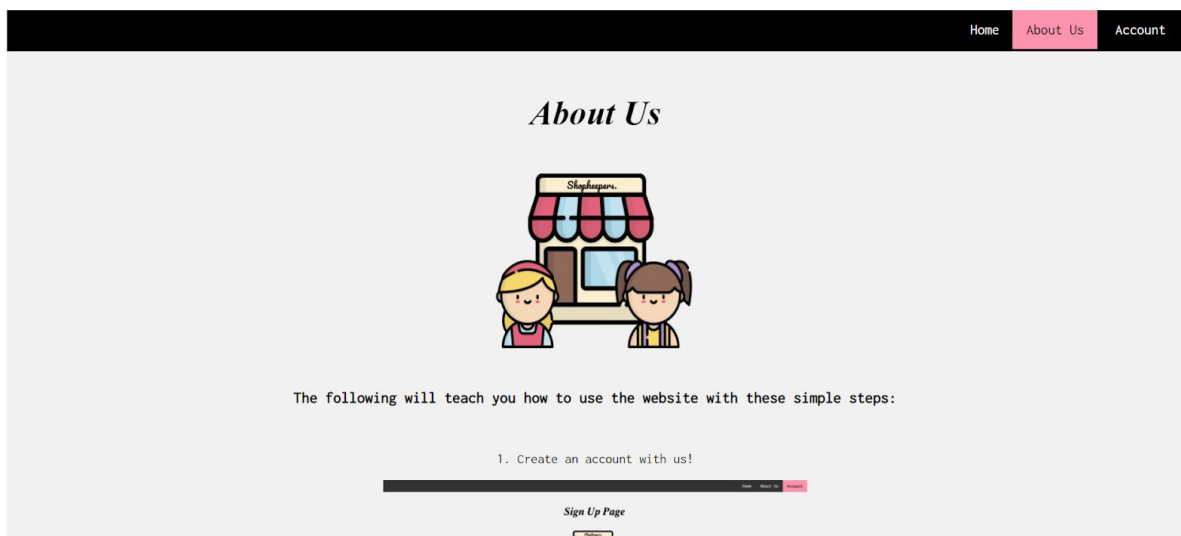 Home About Us Account
About Us
Shopkeepers.
The following will teach you how to use the website with these simple steps:
1. Create an account with us!
Home About Us Account
Sign Up Page
Shopkeepers.